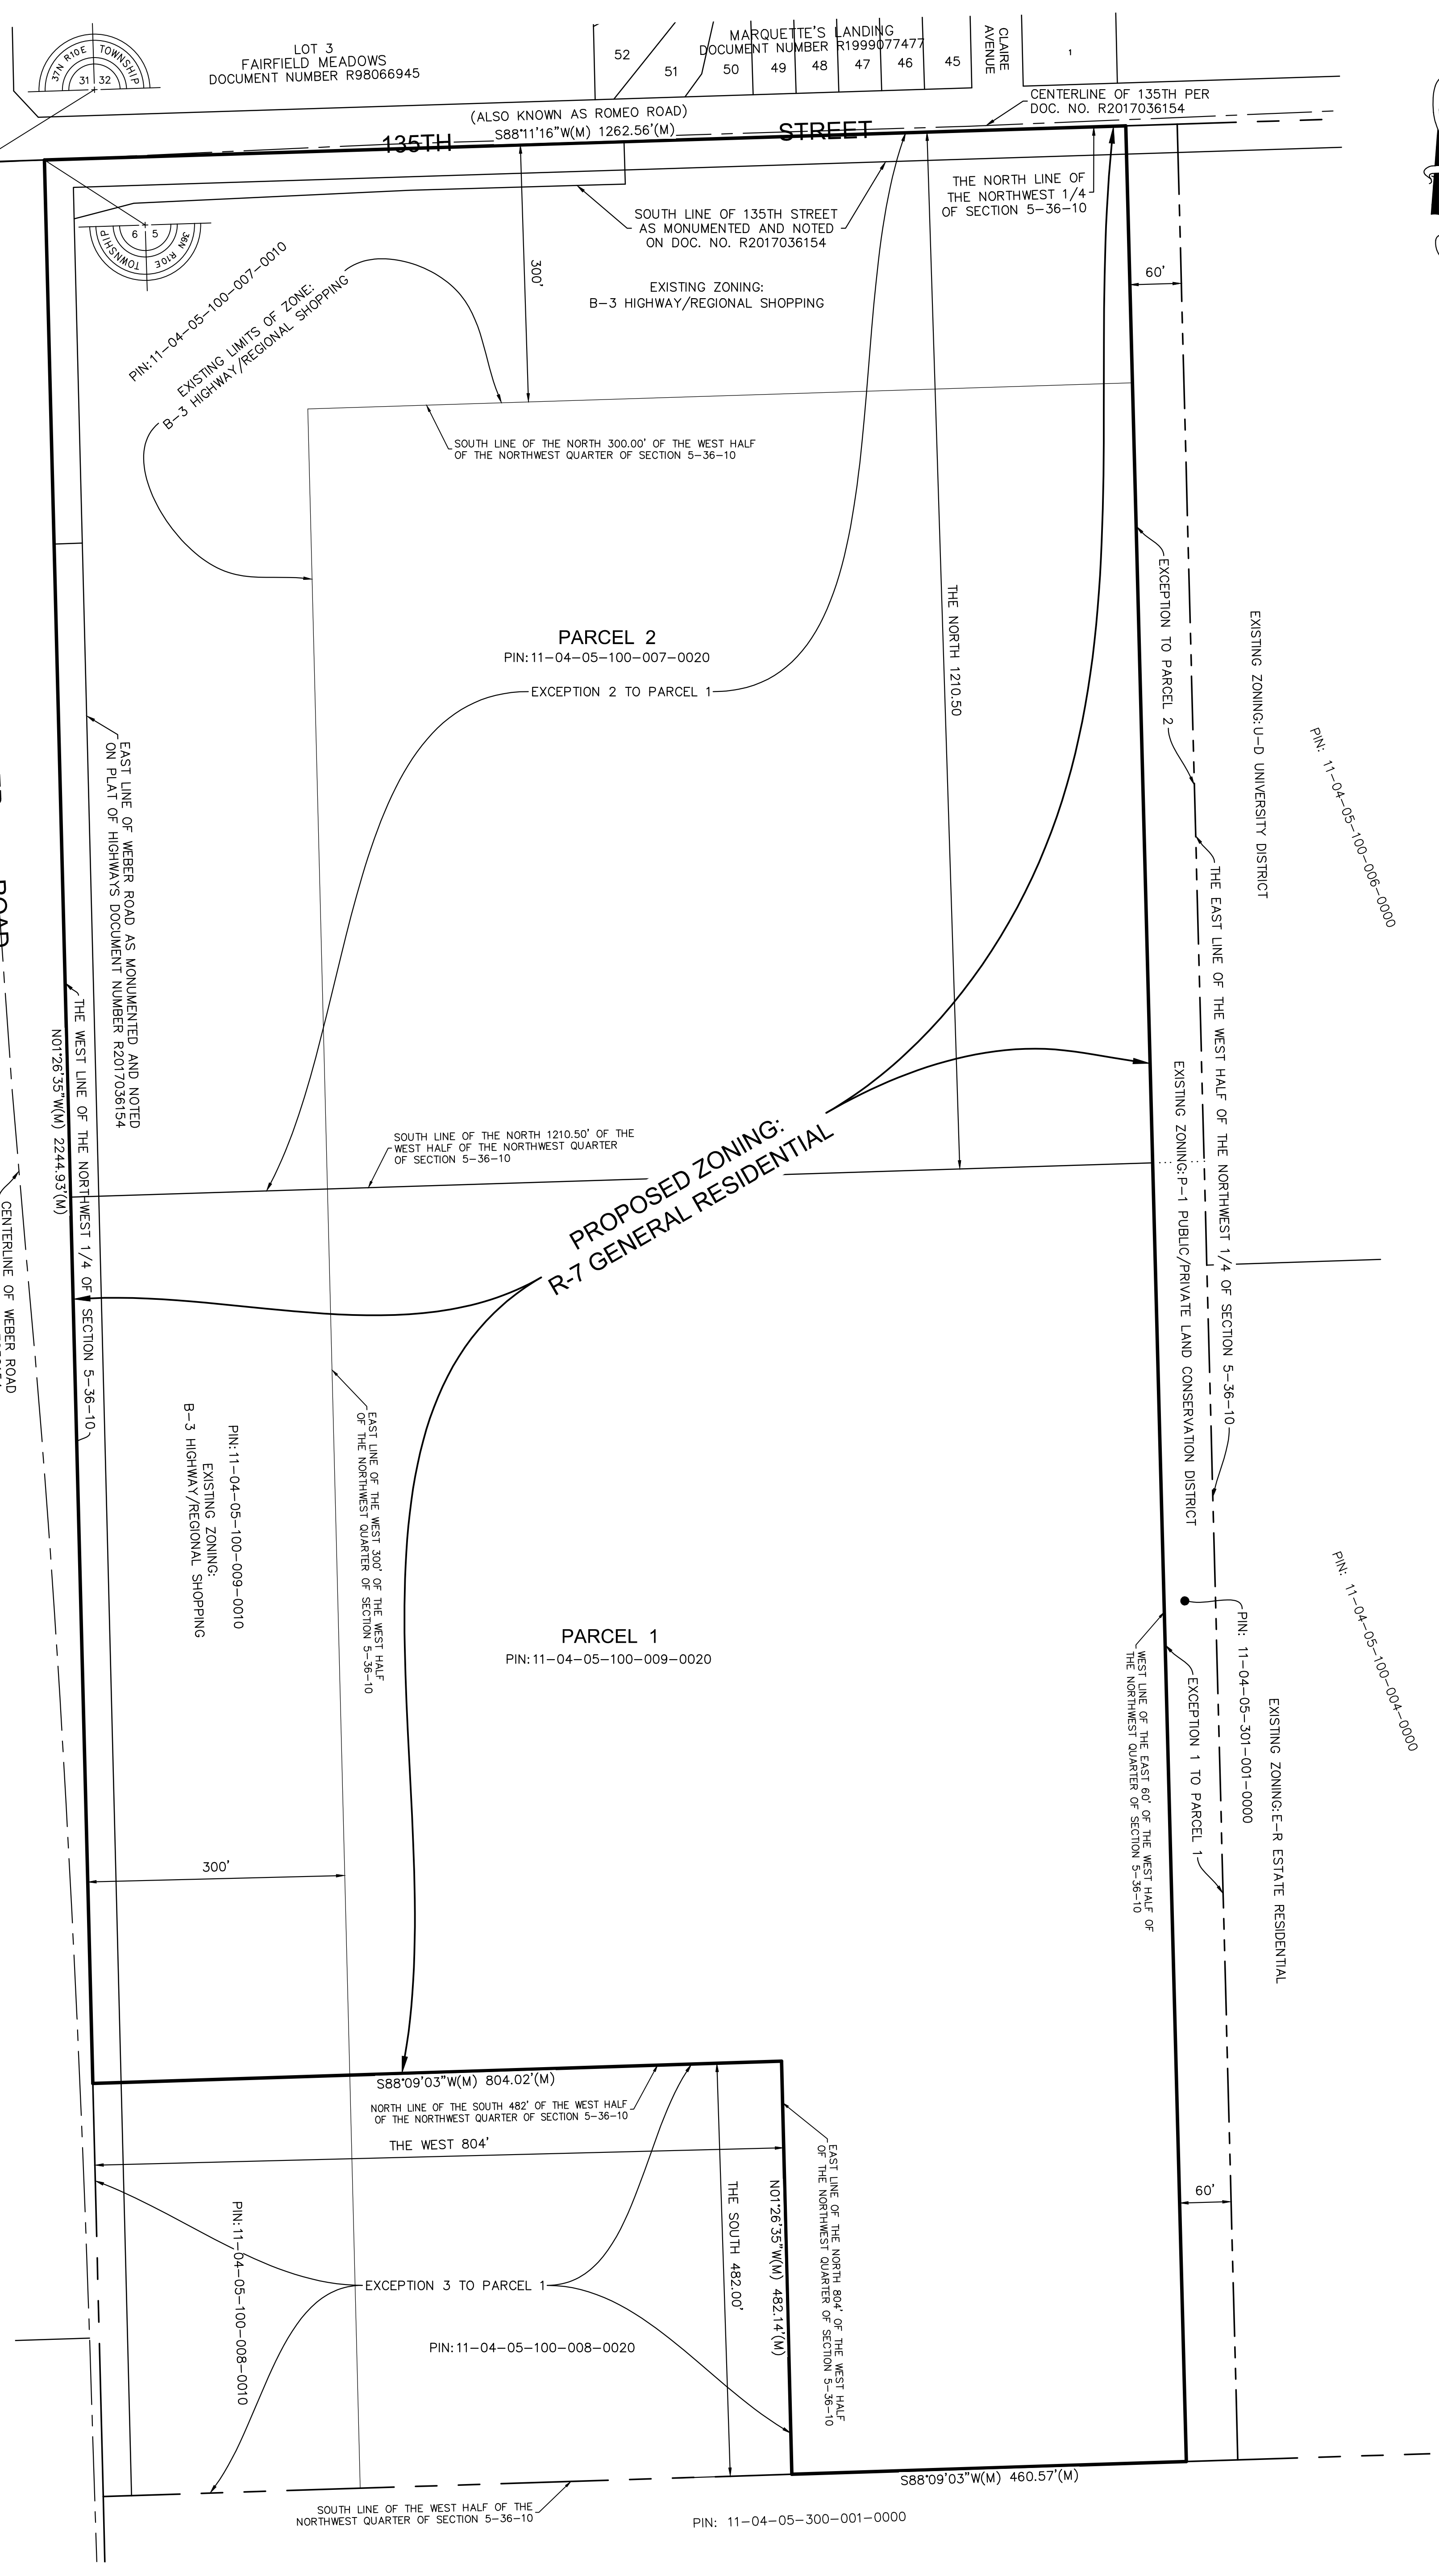 37N R10E TOWNSHIP
31 32
LOT 3
FAIRFIELD MEADOWS
DOCUMENT NUMBER R98066945
52
51
MARQUETTE'S LANDING
DOCUMENT NUMBER R1999077477
50
49
48
47
46
45
CLAIRE
AVENUE
1
CENTERLINE OF 135TH PER
DOC. NO. R2017036154
(ALSO KNOWN AS ROMEO ROAD)
S88°11'16"W(M) 1262.56'(M)
135TH STREET
6 5
TOWNSHIP 36N R10E
SOUTH LINE OF 135TH STREET
AS MONUMENTED AND NOTED
ON DOC. NO. R2017036154
THE NORTH LINE OF
THE NORTHWEST 1/4
OF SECTION 5-36-10
PIN:11-04-05-100-007-0010
EXISTING LIMITS OF ZONE:
B-3 HIGHWAY/REGIONAL SHOPPING
300'
EXISTING ZONING:
B-3 HIGHWAY/REGIONAL SHOPPING
60'
SOUTH LINE OF THE NORTH 300.00' OF THE WEST HALF
OF THE NORTHWEST QUARTER OF SECTION 5-36-10
PARCEL 2
PIN:11-04-05-100-007-0020
EXCEPTION 2 TO PARCEL 1
THE NORTH 1210.50
EXCEPTION TO PARCEL 2
EXISTING ZONING:U-D UNIVERSITY DISTRICT
PIN: 11-04-05-100-006-0000
EAST LINE OF WEBER ROAD AS MONUMENTED AND NOTED
ON PLAT OF HIGHWAYS DOCUMENT NUMBER R2017036154
ROAD
THE EAST LINE OF THE WEST HALF OF THE NORTHWEST 1/4 OF SECTION 5-36-10
THE WEST LINE OF THE NORTHWEST 1/4 OF SECTION 5-36-10
N01°26'35"W(M) 2244.93'(M)
CENTERLINE OF WEBER ROAD
SOUTH LINE OF THE NORTH 1210.50' OF THE
WEST HALF OF THE NORTHWEST QUARTER
OF SECTION 5-36-10
PROPOSED ZONING:
R-7 GENERAL RESIDENTIAL
EXISTING ZONING:P-1 PUBLIC/PRIVATE LAND CONSERVATION DISTRICT
PIN:11-04-05-100-009-0010
EXISTING ZONING:
B-3 HIGHWAY/REGIONAL SHOPPING
EAST LINE OF THE WEST 300' OF THE WEST HALF
OF THE NORTHWEST QUARTER OF SECTION 5-36-10
PARCEL 1
PIN:11-04-05-100-009-0020
PIN: 11-04-05-301-001-0000
PIN: 11-04-05-100-004-0000
WEST LINE OF THE EAST 60' OF THE WEST HALF OF
THE NORTHWEST QUARTER OF SECTION 5-36-10
EXCEPTION 1 TO PARCEL 1
EXISTING ZONING:E-R ESTATE RESIDENTIAL
300'
S88°09'03"W(M) 804.02'(M)
NORTH LINE OF THE SOUTH 482' OF THE WEST HALF
OF THE NORTHWEST QUARTER OF SECTION 5-36-10
THE WEST 804'
THE SOUTH 482.00'
N01°26'35"W(M) 482.14'(M)
EAST LINE OF THE NORTH 804' OF THE WEST HALF
OF THE NORTHWEST QUARTER OF SECTION 5-36-10
60'
PIN:11-04-05-100-008-0010
EXCEPTION 3 TO PARCEL 1
PIN:11-04-05-100-008-0020
S88°09'03"W(M) 460.57'(M)
SOUTH LINE OF THE WEST HALF OF THE
NORTHWEST QUARTER OF SECTION 5-36-10
PIN: 11-04-05-300-001-0000